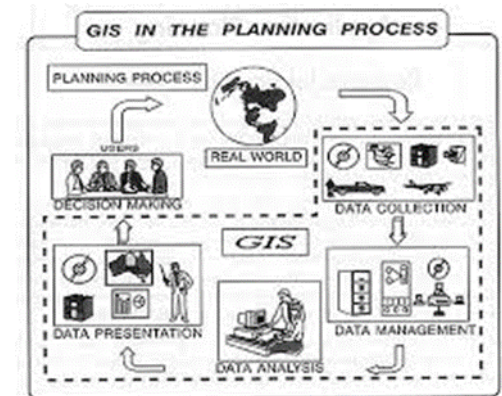 GIS IN THE PLANNING PROCESS
PLANNING PROCESS
REAL WORLD
USERS
DECISION MAKING
DATA COLLECTION
GIS
DATA PRESENTATION
DATA ANALYSIS
DATA MANAGEMENT